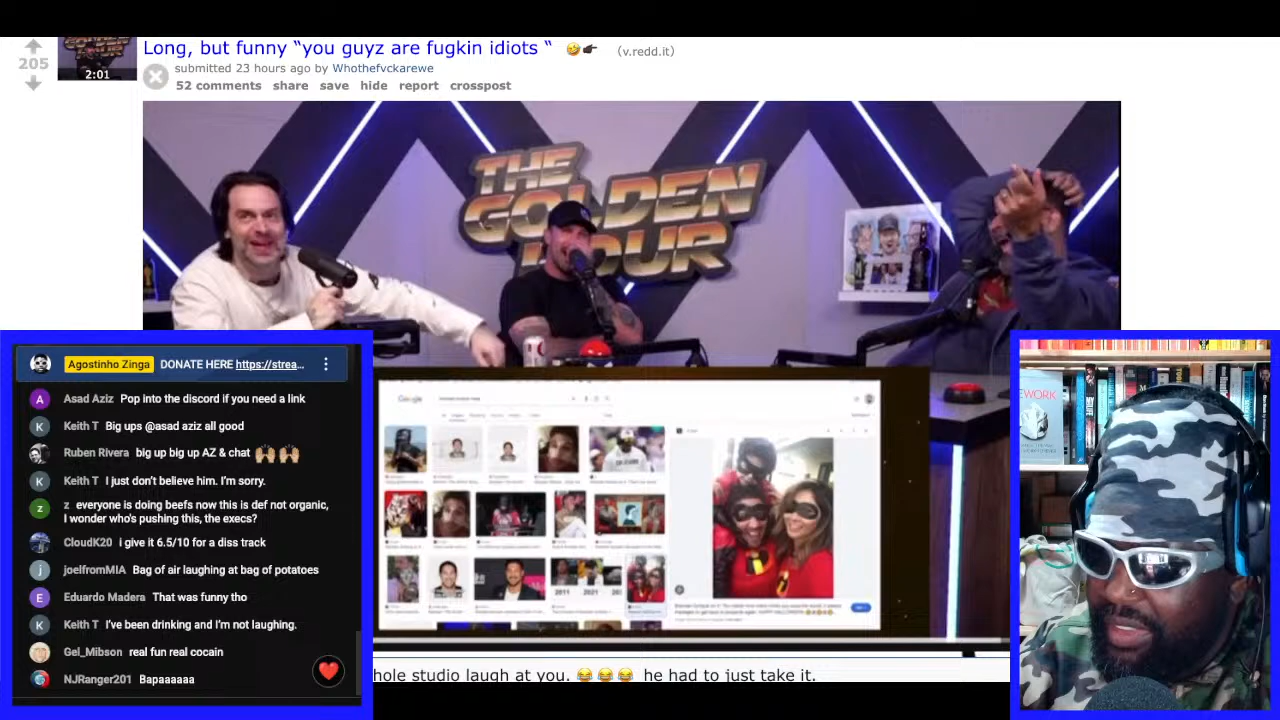 Long, but funny “you guyz are fugkin idiots “ 🤣👉
(v.redd.it)
205
2:01
submitted 23 hours ago by Whothefvckarewe
52 comments share save hide report crosspost
THE
GOLDEN
HOUR
Agostinho Zinga DONATE HERE https://strea...
Asad Aziz Pop into the discord if you need a link
Keith T Big ups @asad aziz all good
Ruben Rivera big up big up AZ & chat 🙌🏾🙌🏾
Keith T I just don’t believe him. I’m sorry.
z everyone is doing beefs now this is def not organic,
I wonder who's pushing this, the execs?
CloudK20 i give it 6.5/10 for a diss track
joelfromMIA Bag of air laughing at bag of potatoes
Eduardo Madera That was funny tho
Keith T I’ve been drinking and I’m not laughing.
Gel_Mibson real fun real cocain
NJRanger201 Bapaaaaaa
Google
2011 2021
hole studio laugh at you. 😂😂😂 he had to just take it.
REWORK